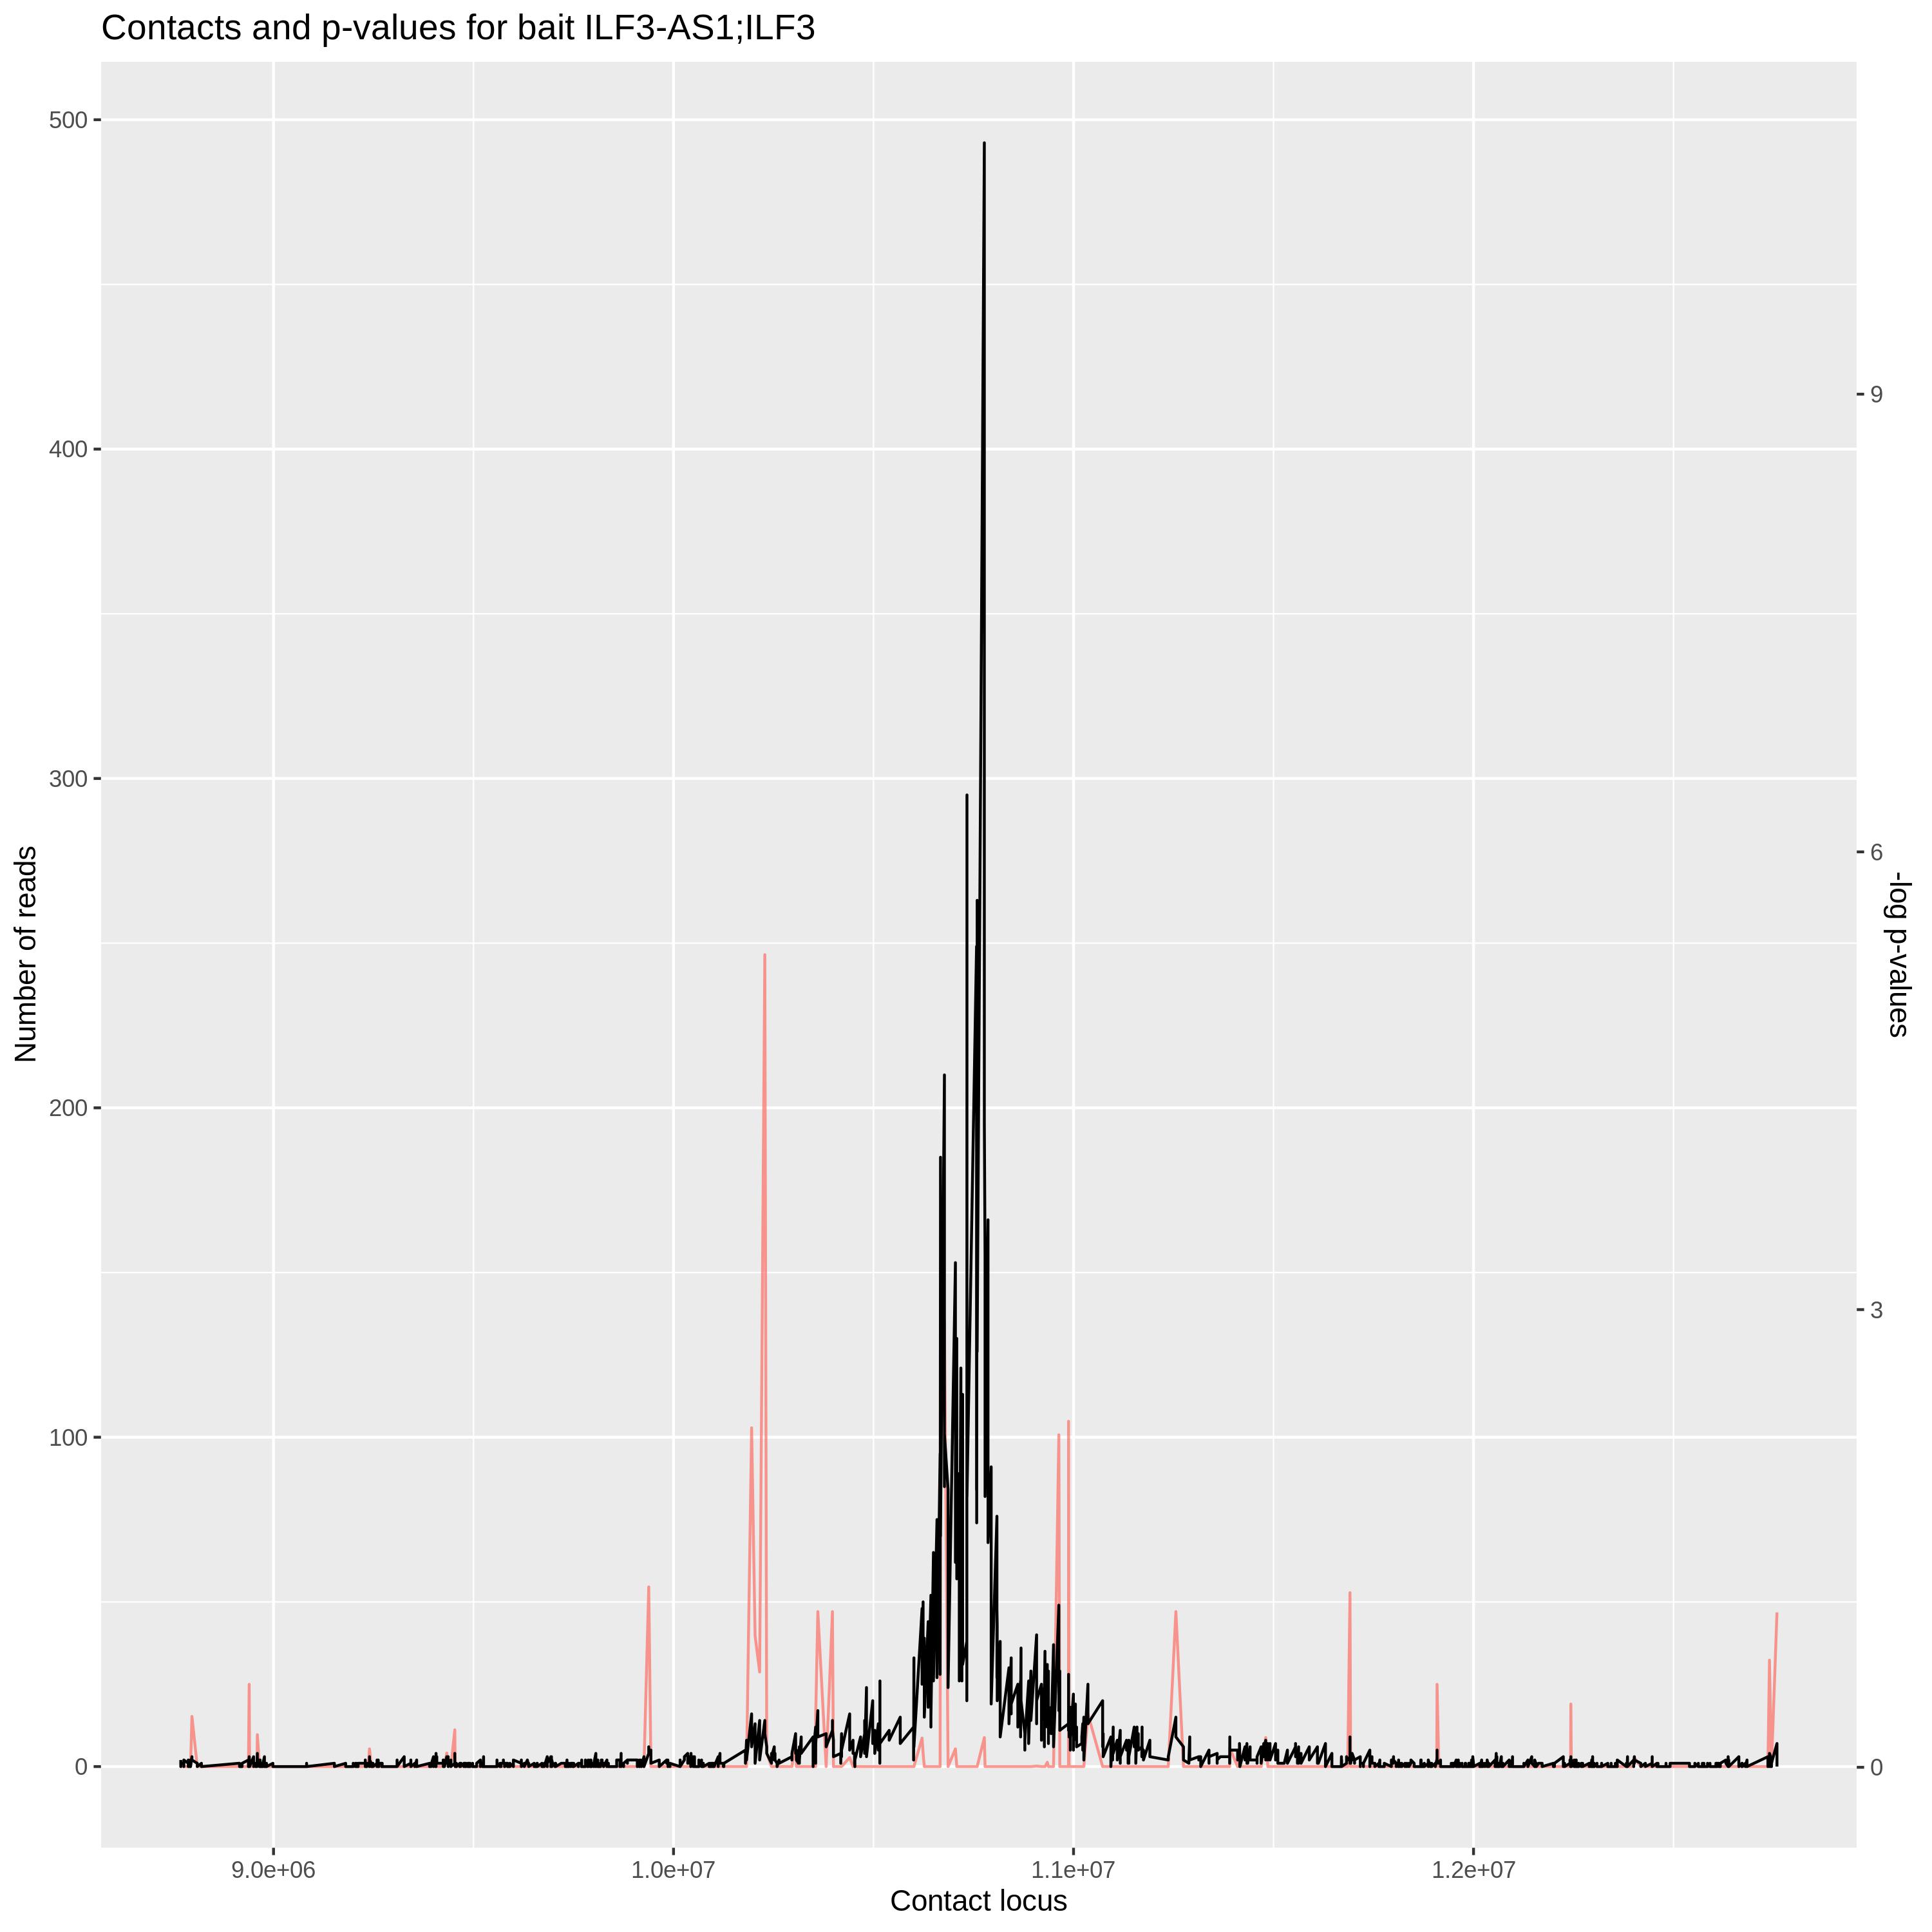 Contacts and p-values for bait ILF3-AS1;ILF3
500
400
300
200
100
0
Number of reads
9
6
3
0
-log p-values
9.0e+06
1.0e+07
1.1e+07
1.2e+07
Contact locus